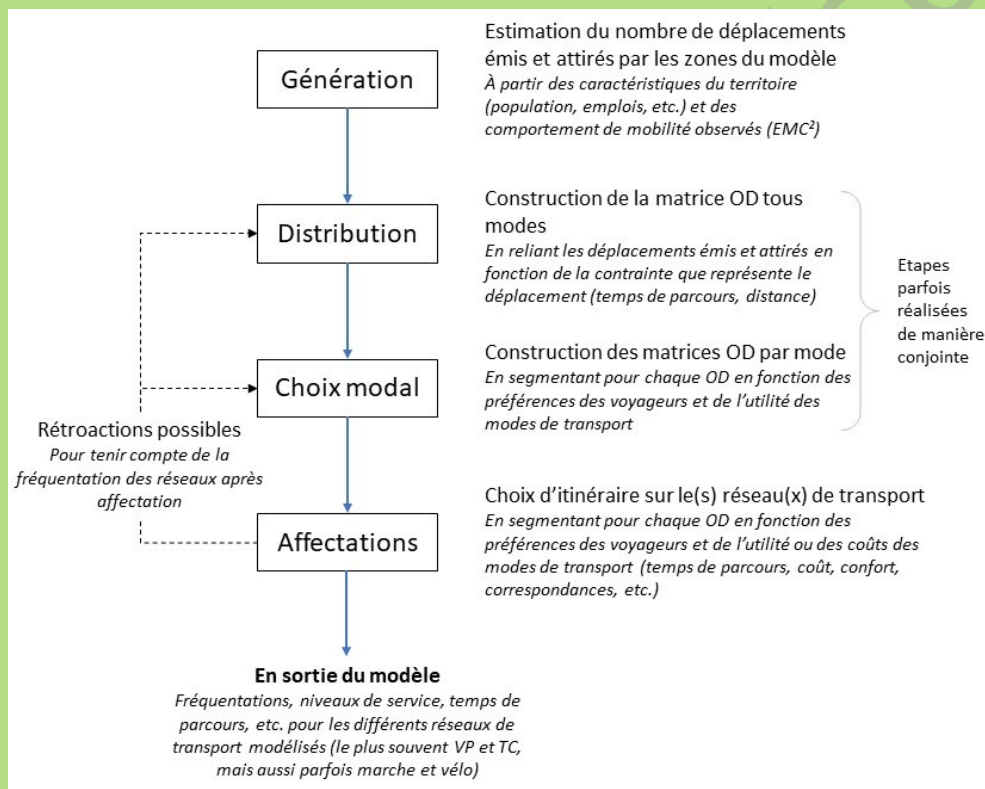 Génération
Estimation du nombre de déplacements
émis et attirés par les zones du modèle
À partir des caractéristiques du territoire
(population, emplois, etc.) et des
comportement de mobilité observés (EMC²)
Distribution
Construction de la matrice OD tous
modes
En reliant les déplacements émis et attirés en
fonction de la contrainte que représente le
déplacement (temps de parcours, distance)
Etapes
parfois
réalisées
de manière
conjointe
Choix modal
Construction des matrices OD par mode
En segmentant pour chaque OD en fonction des
préférences des voyageurs et de l'utilité des
modes de transport
Rétroactions possibles
Pour tenir compte de la
fréquentation des réseaux après
affectation
Affectations
Choix d'itinéraire sur le(s) réseau(x) de transport
En segmentant pour chaque OD en fonction des
préférences des voyageurs et de l'utilité ou des coûts des
modes de transport (temps de parcours, coût, confort,
correspondances, etc.)
En sortie du modèle
Fréquentations, niveaux de service, temps de
parcours, etc. pour les différents réseaux de
transport modélisés (le plus souvent VP et TC,
mais aussi parfois marche et vélo)